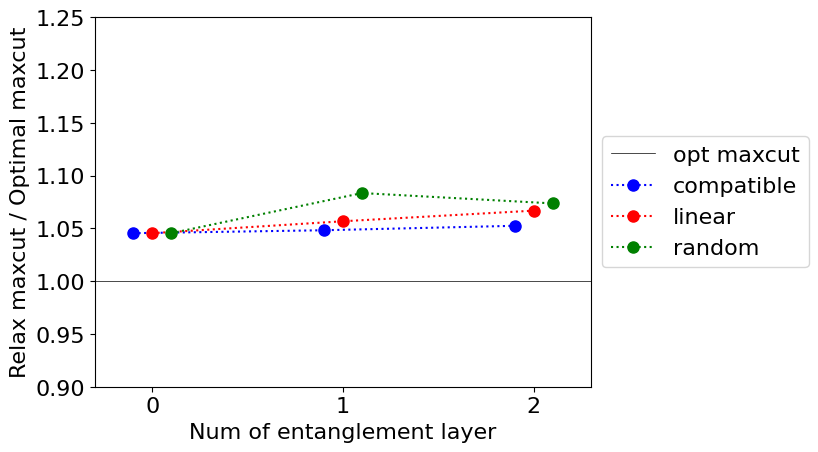 Relax maxcut / Optimal maxcut
1.25
1.20
1.15
1.10
1.05
1.00
0.95
0.90
0 1 2
Num of entanglement layer
opt maxcut
compatible
linear
random